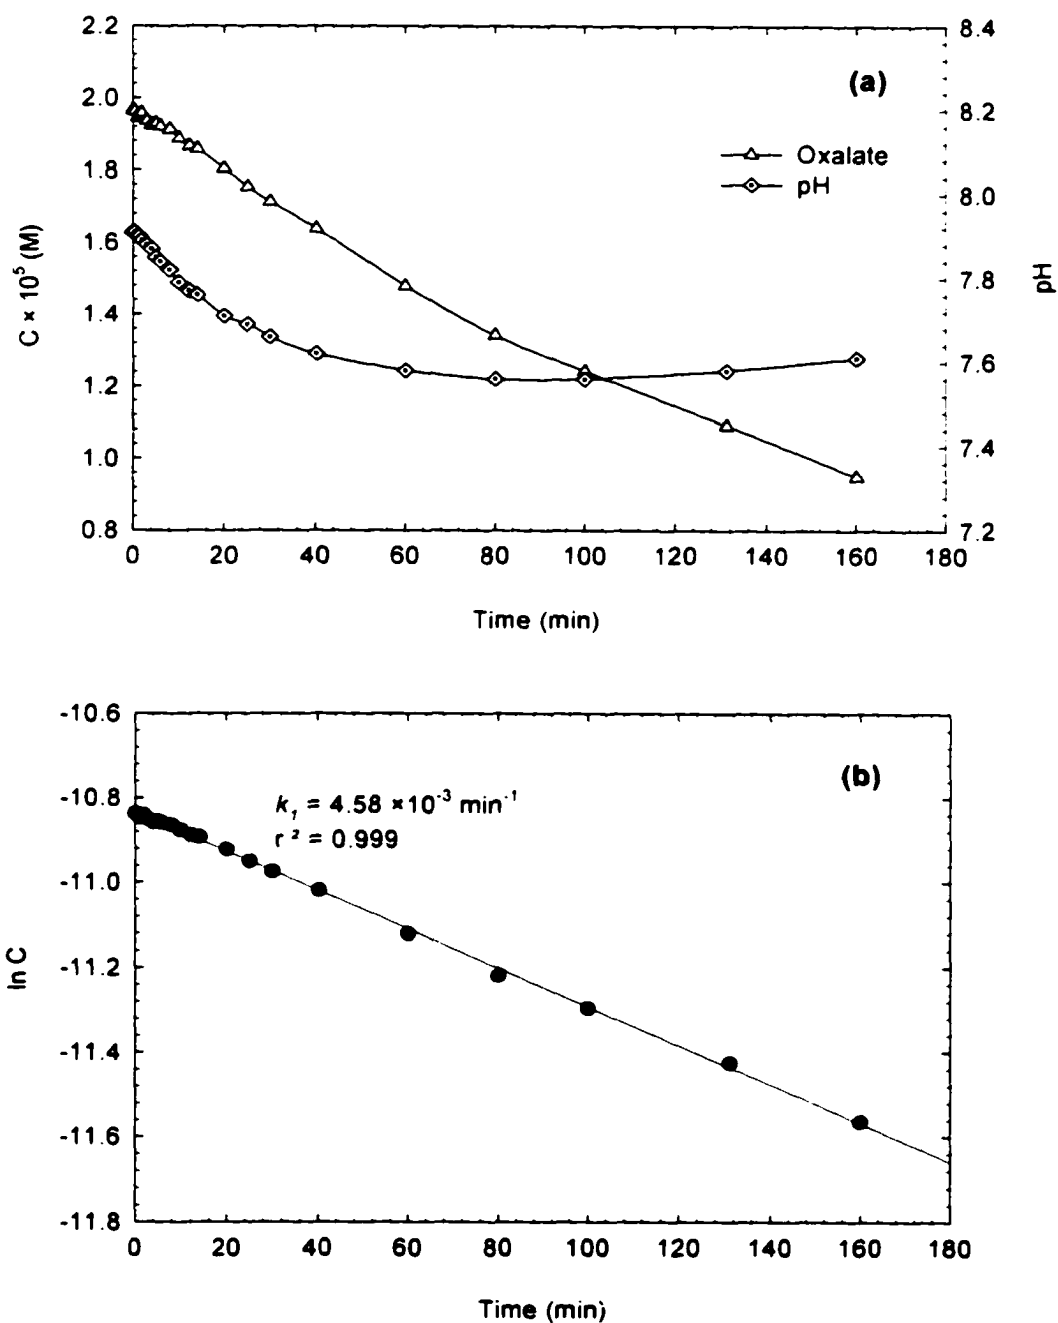 2.2
2.0
1.8
1.6
1.4
1.2
1.0
0.8
C × 10⁵ (M)
8.4
8.2
8.0
7.8
7.6
7.4
7.2
pH
(a)
Oxalate
pH
0 20 40 60 80 100 120 140 160 180
Time (min)
-10.6
-10.8
-11.0
-11.2
-11.4
-11.6
-11.8
ln C
(b)
k₁ = 4.58 ×10⁻³ min⁻¹
r² = 0.999
0 20 40 60 80 100 120 140 160 180
Time (min)